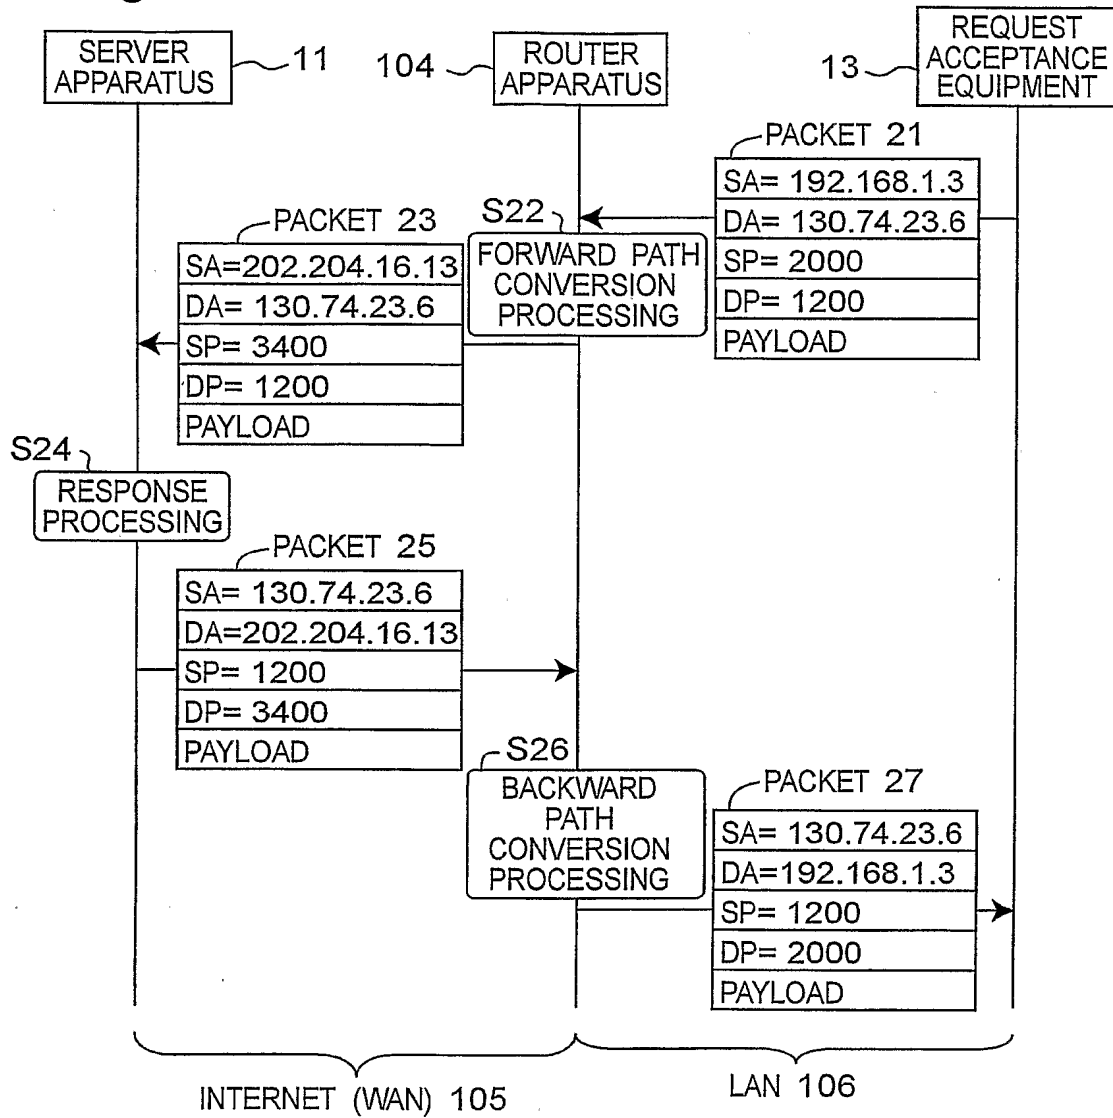 SERVER
APPARATUS
11
104
ROUTER
APPARATUS
13
REQUEST
ACCEPTANCE
EQUIPMENT
PACKET 21
SA= 192.168.1.3
DA= 130.74.23.6
SP= 2000
DP= 1200
PAYLOAD
S22
FORWARD PATH
CONVERSION
PROCESSING
PACKET 23
SA=202.204.16.13
DA= 130.74.23.6
SP= 3400
DP= 1200
PAYLOAD
S24
RESPONSE
PROCESSING
PACKET 25
SA= 130.74.23.6
DA=202.204.16.13
SP= 1200
DP= 3400
PAYLOAD
S26
BACKWARD
PATH
CONVERSION
PROCESSING
PACKET 27
SA= 130.74.23.6
DA=192.168.1.3
SP= 1200
DP= 2000
PAYLOAD
INTERNET (WAN) 105
LAN 106